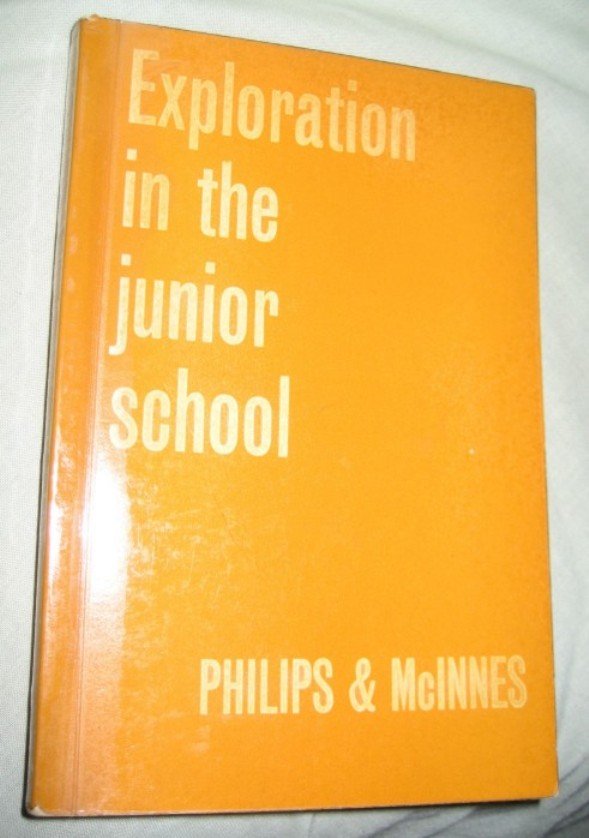 Exploration
in the
junior
school
PHILIPS & McINNES